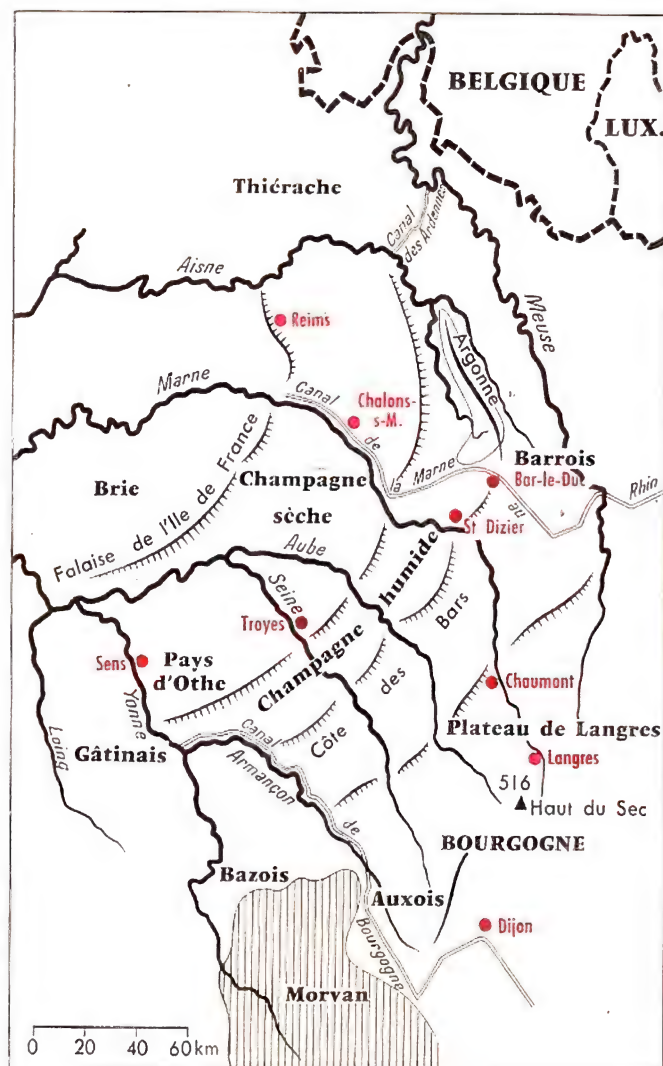 BELGIQUE
LUX.
Thiérache
Canal
des Ardennes
Aisne
Meuse
Reims
Argonne
Marne
Canal
Chalons-
s-M.
de
Barrois
Falaise de l'Ile de France
Champagne
la Marne
Bar-le-Duc
Rhin
Brie
sèche
au
St Dizier
Aube
humide
Seine
Bars
Troyes
Sens
Pays
d'Othe
Champagne
des
Chaumont
Yonne
Plateau de Langres
Loing
Gâtinais
Canal
Côte
Langres
Armançon
516
Haut du Sec
de
BOURGOGNE
Bazois
Auxois
Bourgogne
Dijon
Morvan
0 20 40 60 km